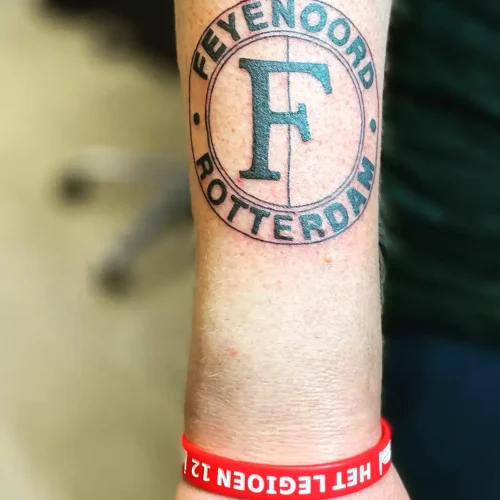 FEYENOORD
F
ROTTERDAM
HET LEGIOEN 12